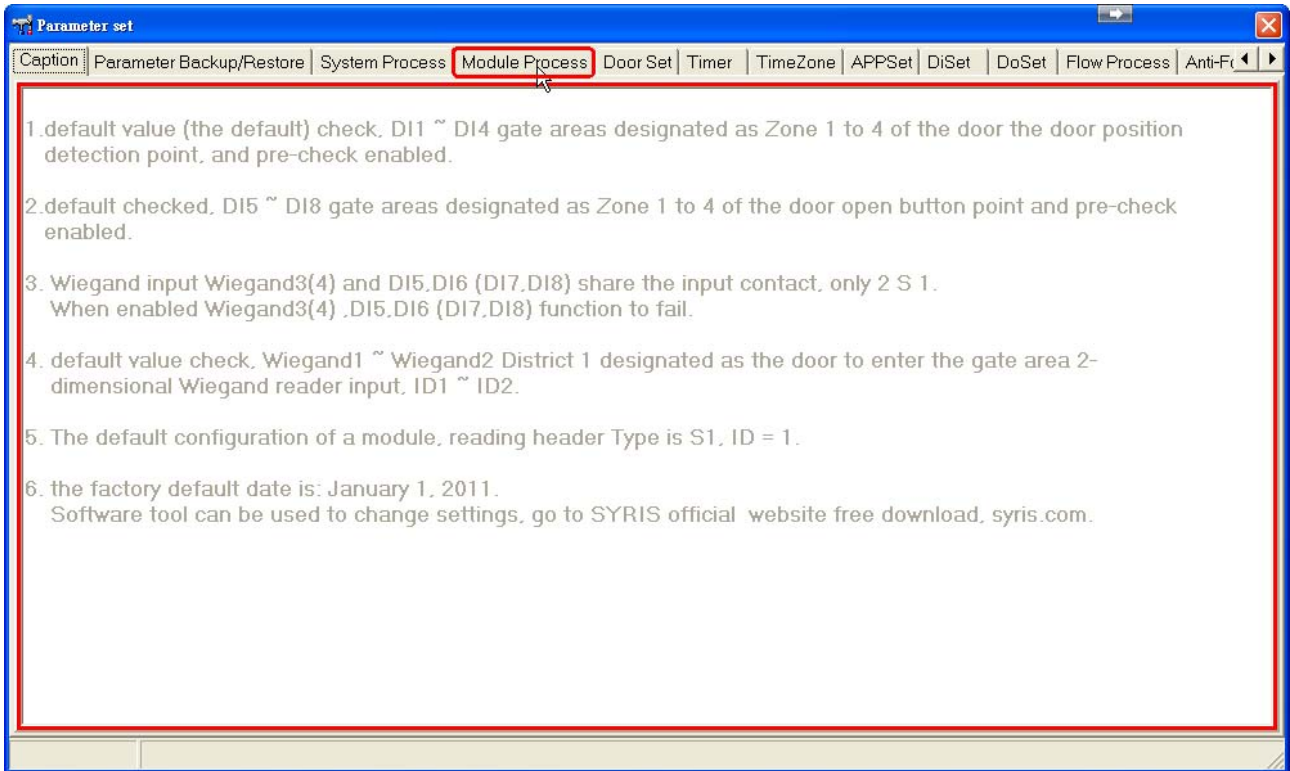 Parameter set
Caption Parameter Backup/Restore System Process Module Process Door Set Timer TimeZone APPSet DiSet DoSet Flow Process
1.default value (the default) check, DI1 ~ DI4 gate areas designated as Zone 1 to 4 of the door the door position
detection point, and pre-check enabled.
2.default checked, DI5 ~ DI8 gate areas designated as Zone 1 to 4 of the door open button point and pre-check
enabled.
3. Wiegand input Wiegand3(4) and DI5,DI6 (DI7,DI8) share the input contact, only 2 S 1.
When enabled Wiegand3(4) ,DI5,DI6 (DI7,DI8) function to fail.
4. default value check, Wiegand1 ~ Wiegand2 District 1 designated as the door to enter the gate area 2-
dimensional Wiegand reader input, ID1 ~ ID2.
5. The default configuration of a module, reading header Type is S1, ID = 1.
6. the factory default date is: January 1, 2011.
Software tool can be used to change settings, go to SYRIS official website free download, syris.com.